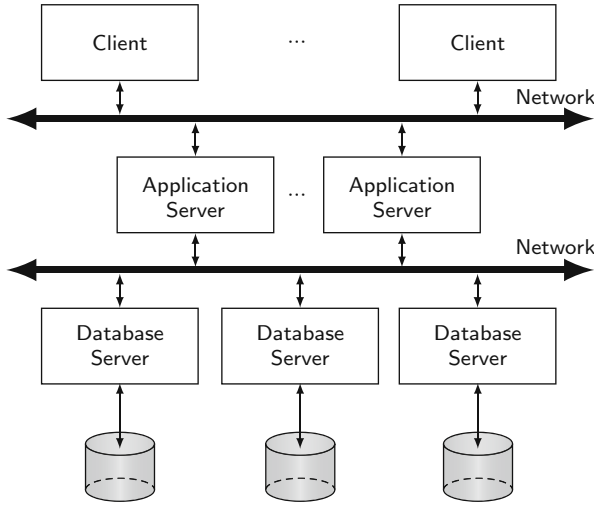 Client
...
Client
Network
Application
Server
...
Application
Server
Network
Database
Server
Database
Server
Database
Server